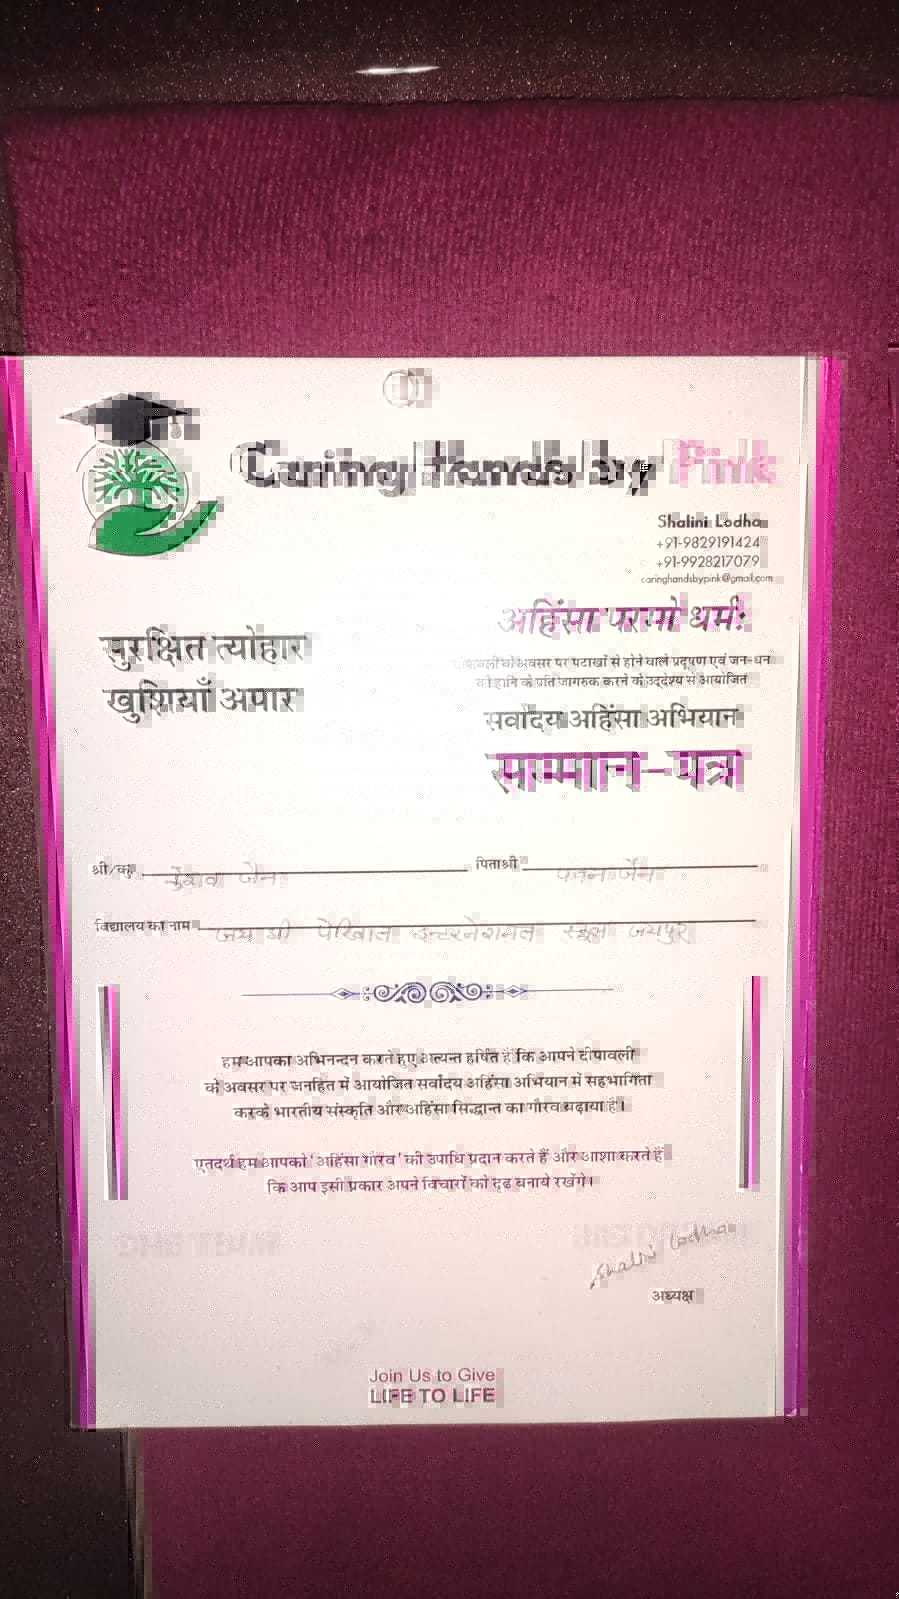 Caring Hands by Pink
Shalini Lodha
+91-9829191424
+91-9928217079
caringhandsbypink@gmail.com
सुरक्षित त्योहार
खुशियाँ अपार
अहिंसा परमो धर्म:
के अवसर पर पटाखों से होने वाले प्रदूषण एवं जन-धन
की हानि के प्रति जागरुक करने के उद्देश्य से आयोजित
सर्वोदय अहिंसा अभियान
सम्मान-पत्र
श्री/कु. जैन पिताश्री पवन जैन
विद्यालय का नाम जय श्री पेरिवाल इन्टरनेशनल स्कूल जयपुर
हम आपका अभिनन्दन करते हुए अत्यन्त हर्षित है कि आपने दीपावली
के अवसर पर जनहित में आयोजित सर्वोदय अहिंसा अभियान में सहभागिता
करके भारतीय संस्कृति और अहिंसा सिद्धान्त का गौरव बढ़ाया है।
एतदर्थ हम आपको 'अहिंसा गौरव' की उपाधि प्रदान करते हैं और आशा करते हैं
कि आप इसी प्रकार अपने विचारों को दृढ बनाये रखेंगे।
Shalini Lodha
अध्यक्ष
Join Us to Give
LIFE TO LIFE